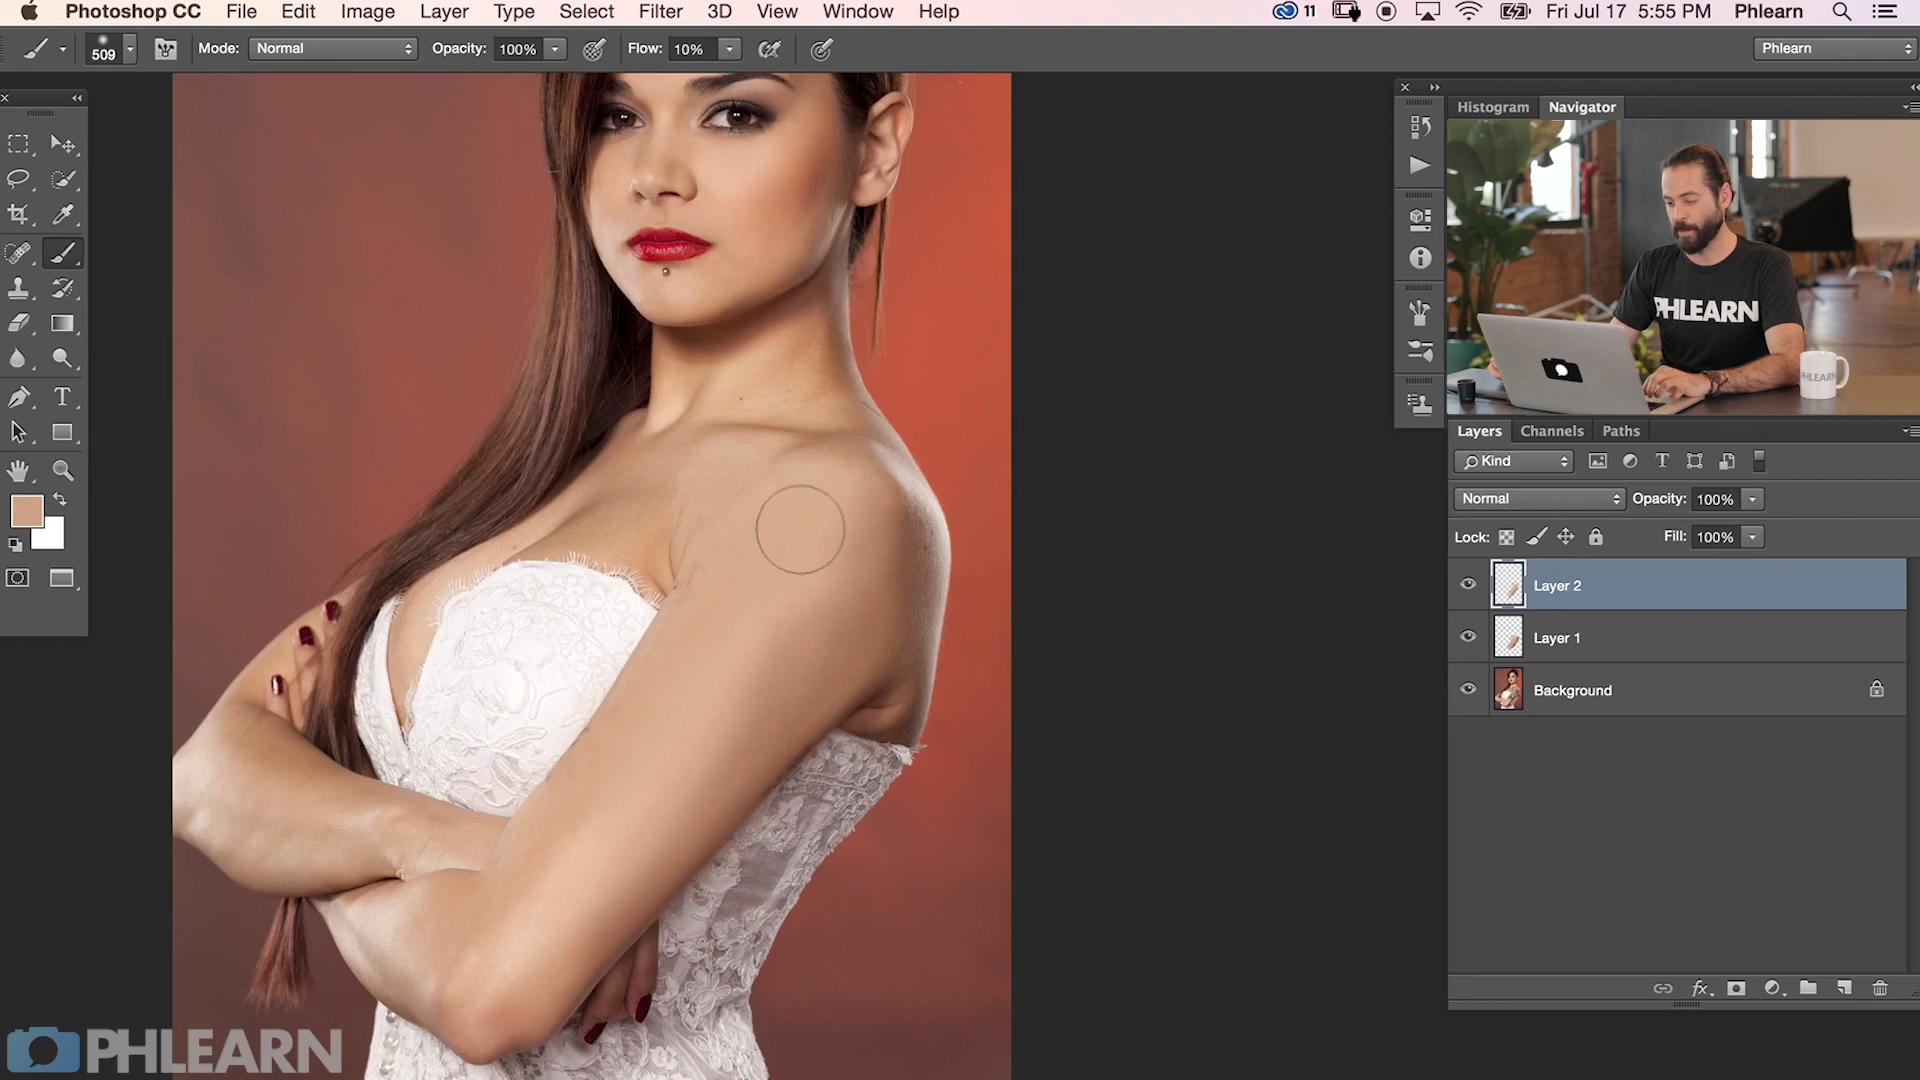 Photoshop CC File Edit Image Layer Type Select Filter 3D View Window Help 11 Fri Jul 17 5:55 PM Phlearn
509 Mode: Normal Opacity: 100% Flow: 10% Phlearn
Histogram Navigator
PHLEARN
PHLEARN
Layers Channels Paths
Kind
Normal Opacity: 100%
Lock: Fill: 100%
Layer 2
Layer 1
Background
fx
PHLEARN